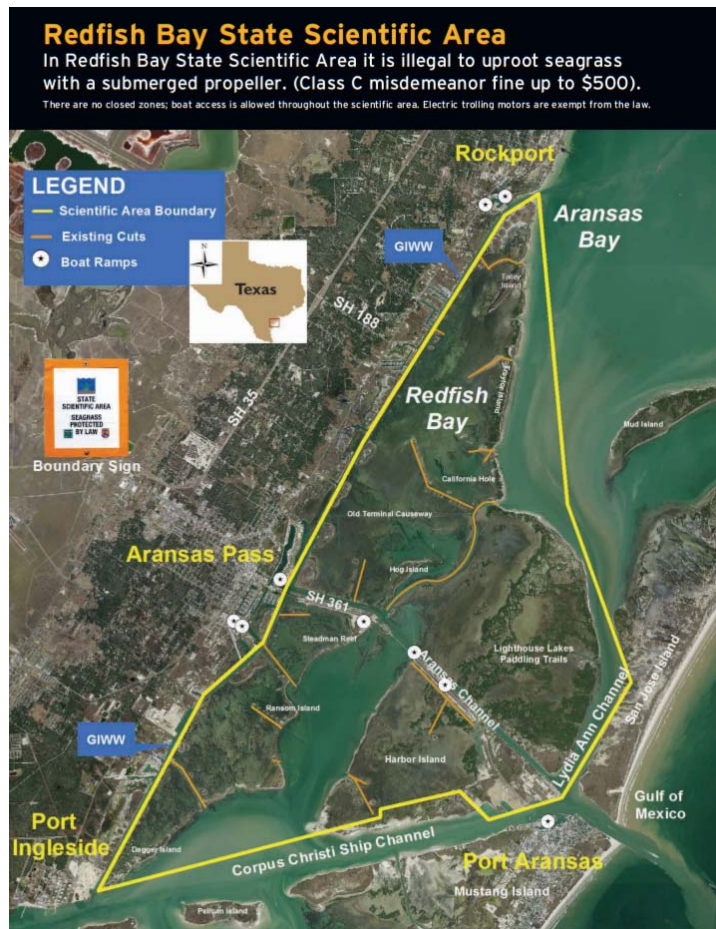 Redfish Bay State Scientific Area
In Redfish Bay State Scientific Area it is illegal to uproot seagrass
with a submerged propeller. (Class C misdemeanor fine up to $500).
There are no closed zones; boat access is allowed throughout the scientific area. Electric trolling motors are exempt from the law.
Rockport
LEGEND
Scientific Area Boundary
Existing Cuts
Boat Ramps
N
Texas
GIWW
Aransas
Bay
SH 188
Island
SH 35
STATE
SCIENTIFIC AREA
SEAGRASS
PROTECTED
BY LAW
Boundary Sign
Redfish
Bay
Island
Mud Island
California Hole
Old Terminal Causeway
Aransas Pass
Hog Island
SH 361
Steadman Reef
Lighthouse Lakes
Paddling Trails
Aransas Channel
Lydia Ann Channel
San Jose Island
Ransom Island
GIWW
Harbor Island
Gulf of
Mexico
Port
Ingleside
Dagger Island
Corpus Christi Ship Channel
Port Aransas
Mustang Island
Pelican Island